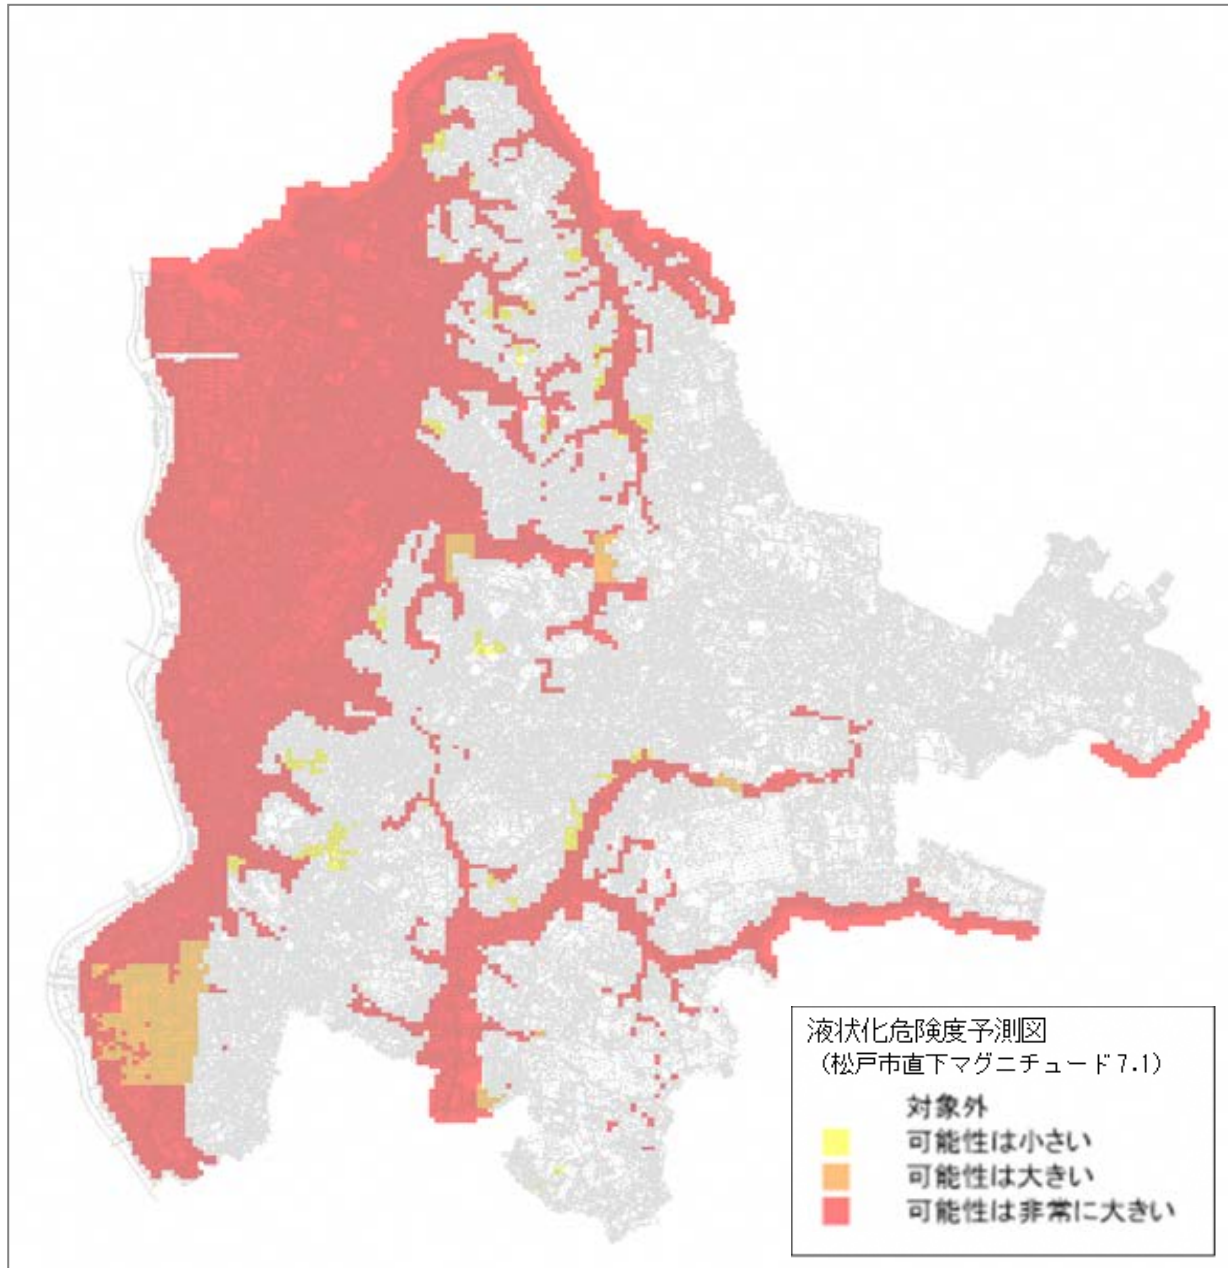 液状化危険度予測図
（松戸市直下マグニチュード7.1）
対象外
可能性は小さい
可能性は大きい
可能性は非常に大きい